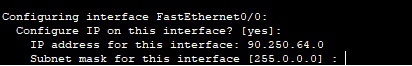 Configuring interface FastEthernet0/0:
Configure IP on this interface? [yes]:
IP address for this interface: 90.250.64.0
Subnet mask for this interface [255.0.0.0] :